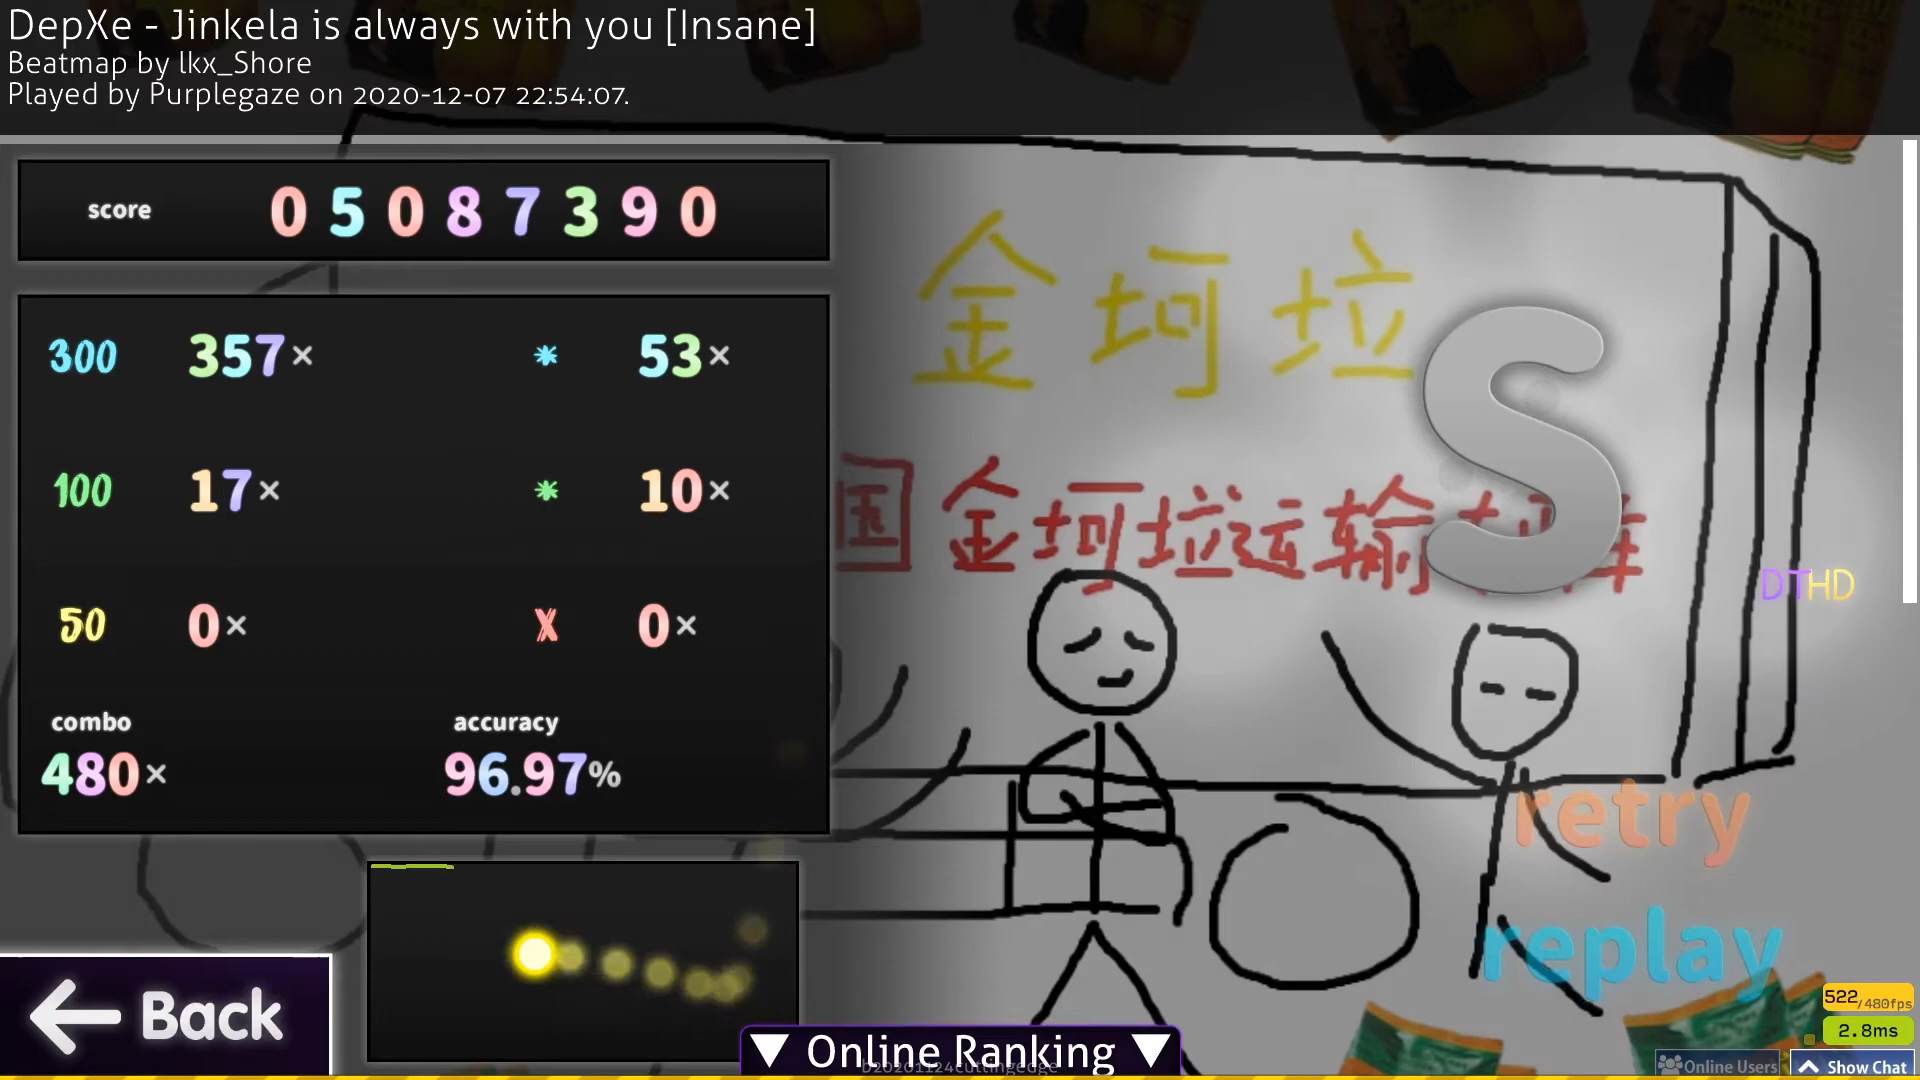 DepXe - Jinkela is always with you [Insane]
Beatmap by lkx_Shore
Played by Purplegaze on 2020-12-07 22:54:07.
score 05087390
金坷垃
300 357× 53×
国金坷垃运输
100 17× 10×
S
DTHD
50 0× X 0×
combo accuracy
480× 96.97%
retry
replay
Back
522/480fps
2.8ms
▼ Online Ranking ▼
b20201124cuttingedge
Online Users
Show Chat